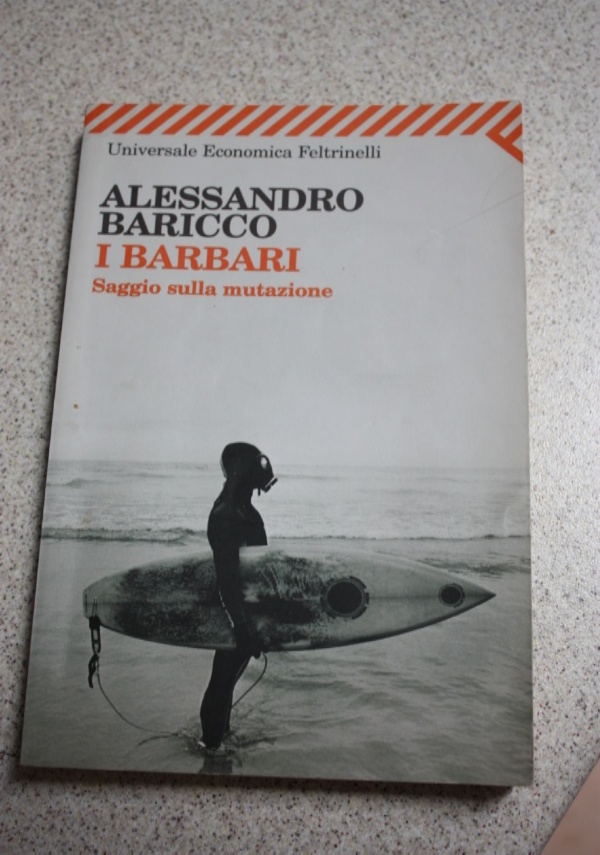 Universale Economica Feltrinelli
ALESSANDRO
BARICCO
I BARBARI
Saggio sulla mutazione